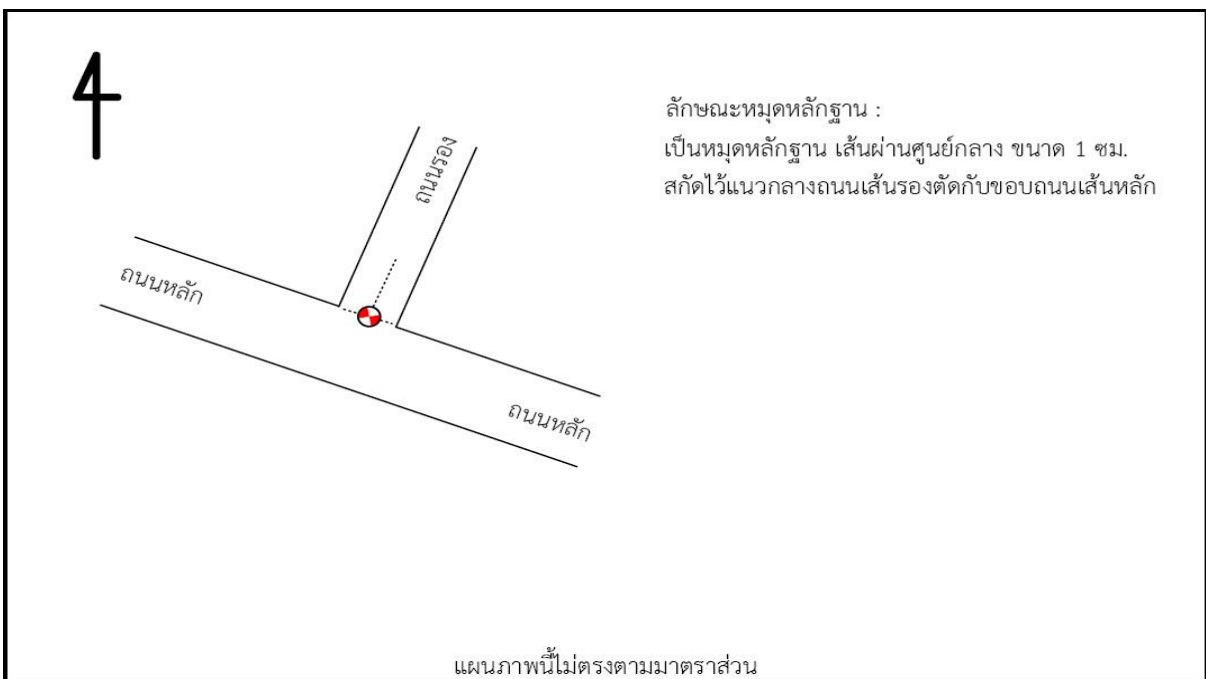 ลักษณะหมุดหลักฐาน :
เป็นหมุดหลักฐาน เส้นผ่านศูนย์กลาง ขนาด 1 ซม.
สกัดไว้แนวกลางถนนเส้นรองตัดกับขอบถนนเส้นหลัก
ถนนรอง
ถนนหลัก
ถนนหลัก
แผนภาพนี้ไม่ตรงตามมาตราส่วน